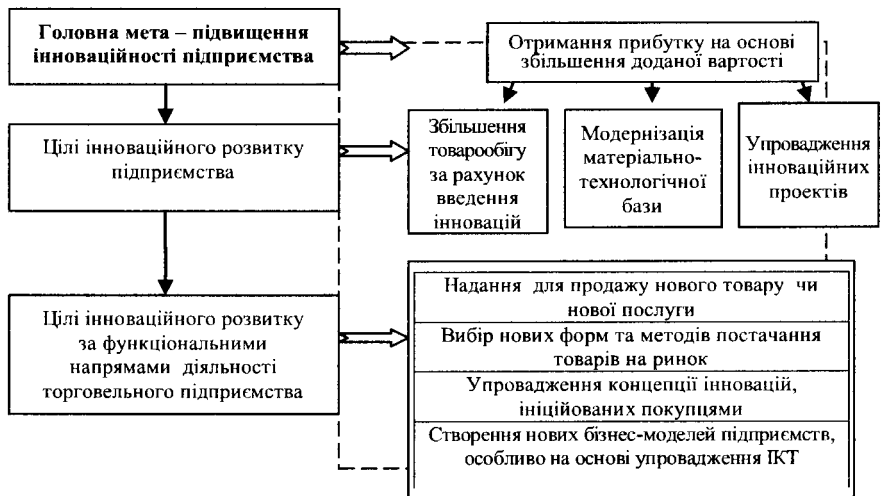 Головна мета – підвищення
інноваційності підприємства
Отримання прибутку на основі
збільшення доданої вартості
Цілі інноваційного розвитку
підприємства
Збільшення
товарообігу
за рахунок
введення
інновацій
Модернізація
матеріально-
технологічної
бази
Упровадження
інноваційних
проектів
Цілі інноваційного розвитку
за функціональними
напрямами діяльності
торговельного підприємства
Надання для продажу нового товару чи
нової послуги
Вибір нових форм та методів постачання
товарів на ринок
Упровадження концепції інновацій,
ініційованих покупцями
Створення нових бізнес-моделей підприємств,
особливо на основі упровадження ІКТ